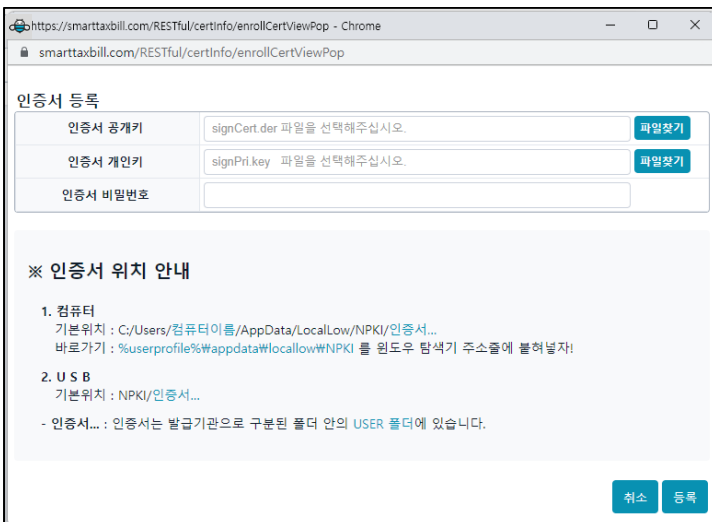 https://smarttaxbill.com/RESTful/certInfo/enrollCertViewPop - Chrome
smarttaxbill.com/RESTful/certInfo/enrollCertViewPop
인증서 등록
인증서 공개키 signCert.der 파일을 선택해주십시오. 파일찾기
인증서 개인키 signPri.key 파일을 선택해주십시오. 파일찾기
인증서 비밀번호
※ 인증서 위치 안내
1. 컴퓨터
기본위치 : C:/Users/컴퓨터이름/AppData/LocalLow/NPKI/인증서...
바로가기 : %userprofile%₩appdata₩locallow₩NPKI 를 윈도우 탐색기 주소줄에 붙혀넣자!
2. U S B
기본위치 : NPKI/인증서...
- 인증서... : 인증서는 발급기관으로 구분된 폴더 안의 USER 폴더에 있습니다.
취소 등록